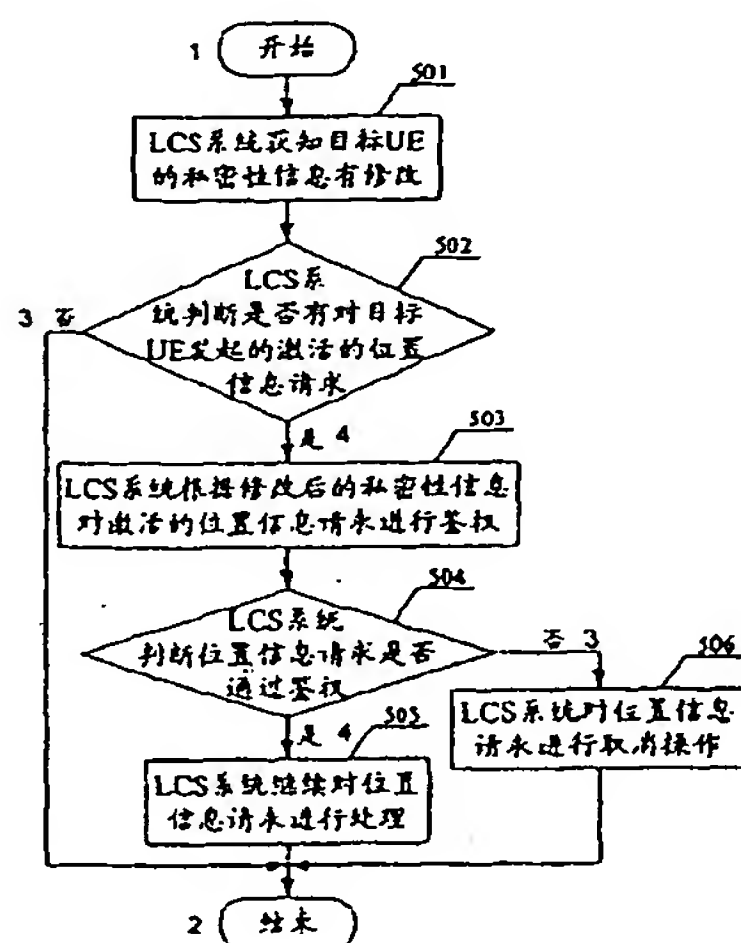 1 开始
501
LCS系统获知目标UE
的私密性信息有修改
502
LCS系
统判断是否有对目标
UE发起的激活的位置
信息请求
3 否
是 4
503
LCS系统根据修改后的私密性信息
对激活的位置信息请求进行鉴权
504
LCS系统
判断位置信息请求是否
通过鉴权
否 3
506
LCS系统对位置信息
请求进行取消操作
是 4
505
LCS系统继续对位置
信息请求进行处理
2 结束